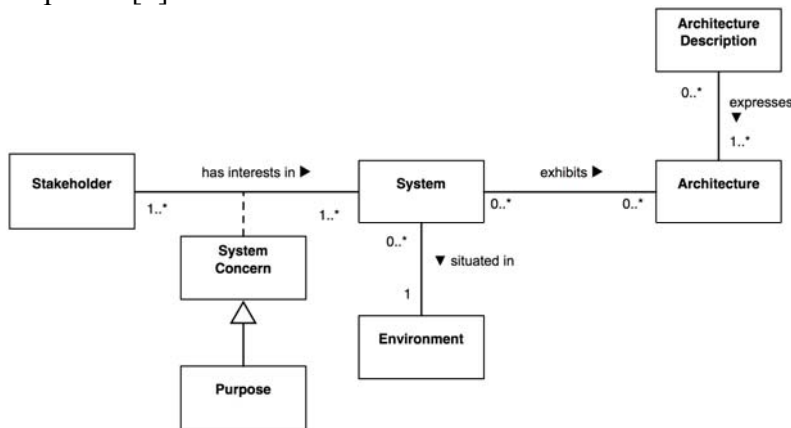 Architecture
Description
0..*
expresses
▼
1..*
Stakeholder
has interests in ▶
System
exhibits ▶
Architecture
1..*
1..*
0..*
0..*
System
Concern
0..*
▼ situated in
1
Environment
Purpose